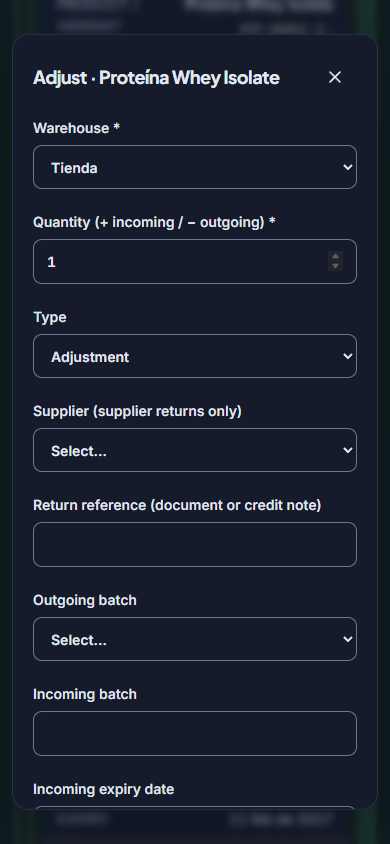 Adjust · Proteína Whey Isolate
Warehouse *
Tienda
Quantity (+ incoming / − outgoing) *
1
Type
Adjustment
Supplier (supplier returns only)
Select...
Return reference (document or credit note)
Outgoing batch
Select...
Incoming batch
Incoming expiry date